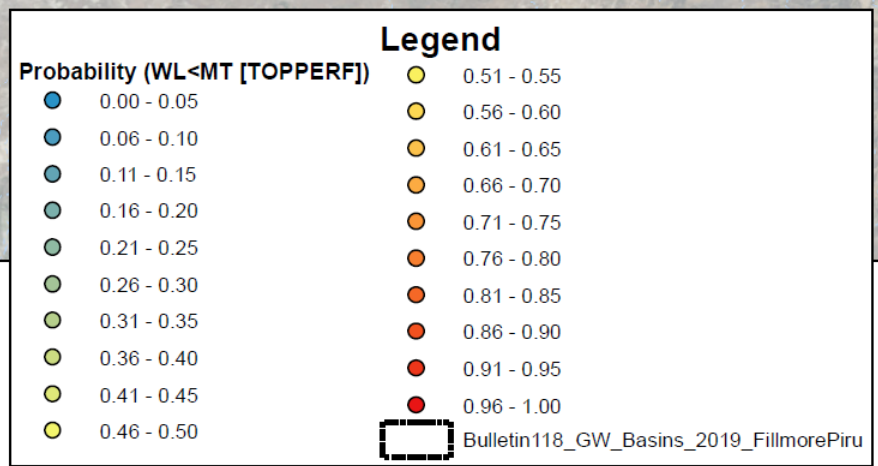 Legend
Probability (WL<MT [TOPPERF])
0.00 - 0.05
0.06 - 0.10
0.11 - 0.15
0.16 - 0.20
0.21 - 0.25
0.26 - 0.30
0.31 - 0.35
0.36 - 0.40
0.41 - 0.45
0.46 - 0.50
0.51 - 0.55
0.56 - 0.60
0.61 - 0.65
0.66 - 0.70
0.71 - 0.75
0.76 - 0.80
0.81 - 0.85
0.86 - 0.90
0.91 - 0.95
0.96 - 1.00
Bulletin118_GW_Basins_2019_FillmorePiru